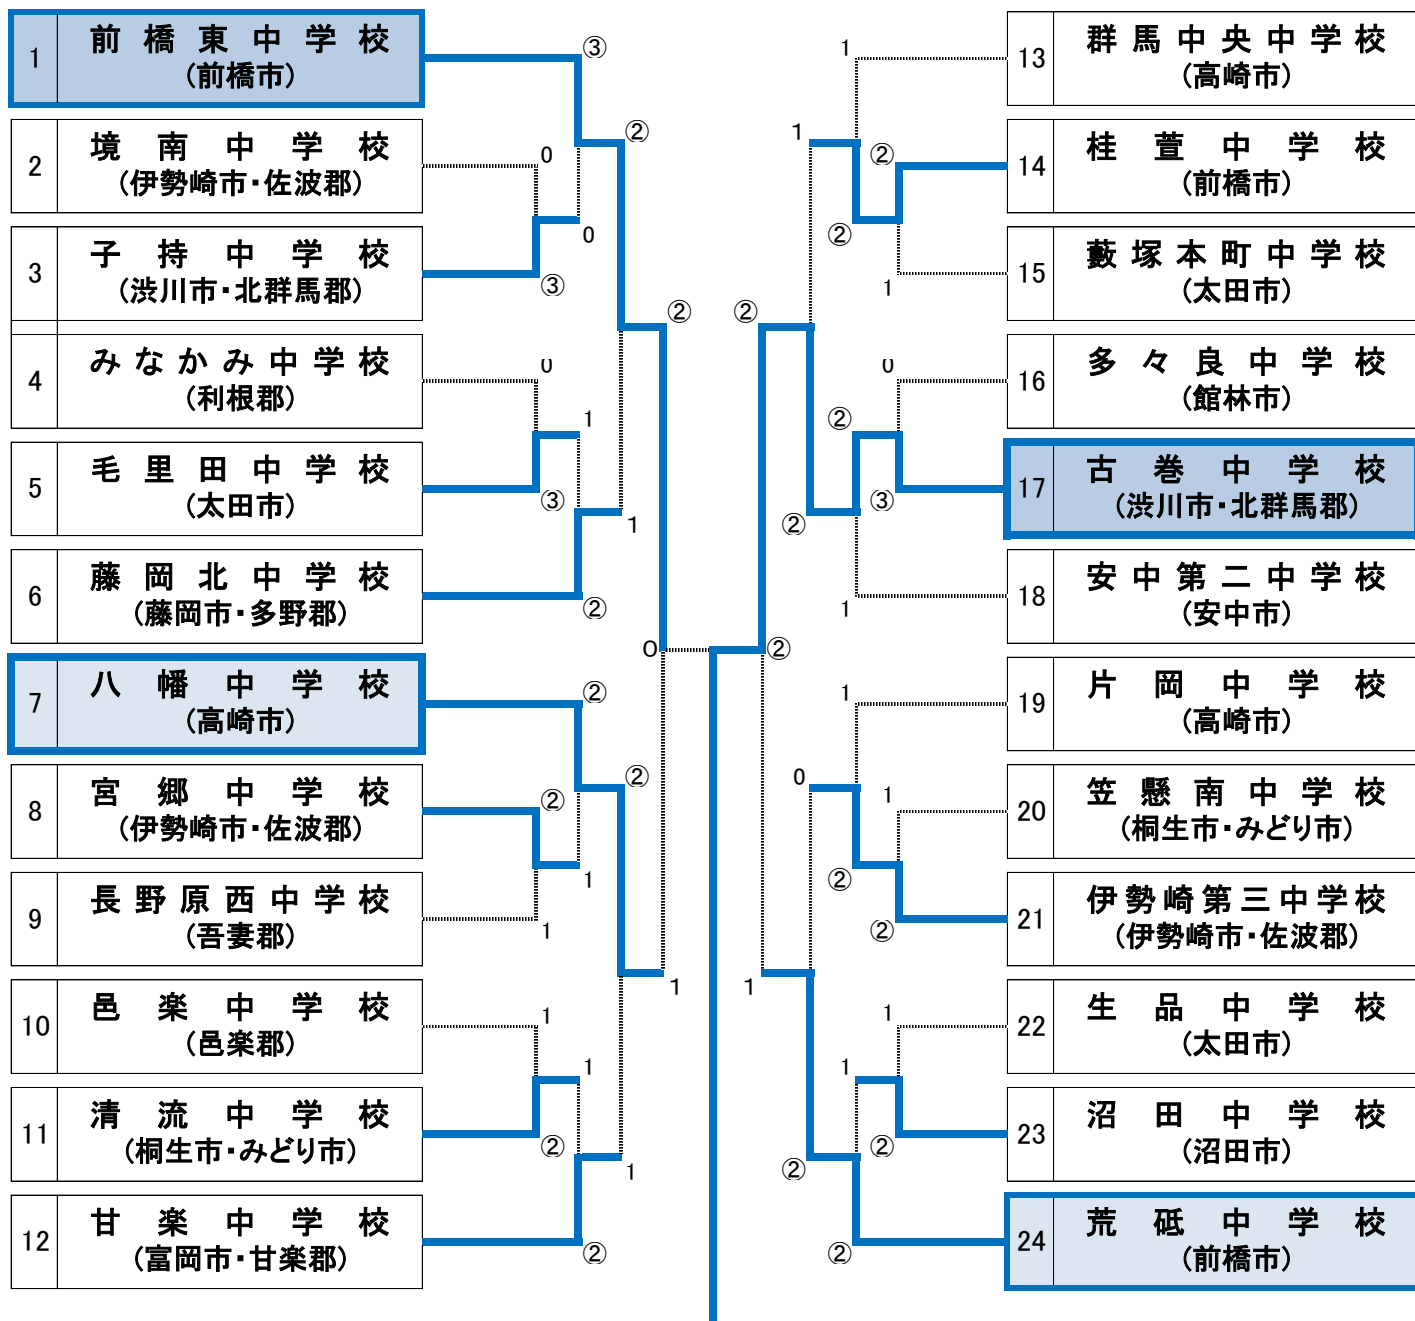 1
前橋東中学校
(前橋市)
2
境南中学校
(伊勢崎市・佐波郡)
3
子持中学校
(渋川市・北群馬郡)
4
みなかみ中学校
(利根郡)
5
毛里田中学校
(太田市)
6
藤岡北中学校
(藤岡市・多野郡)
7
八幡中学校
(高崎市)
8
宮郷中学校
(伊勢崎市・佐波郡)
9
長野原西中学校
(吾妻郡)
10
邑楽中学校
(邑楽郡)
11
清流中学校
(桐生市・みどり市)
12
甘楽中学校
(富岡市・甘楽郡)
③
②
0
0
③
②
0
1
③
1
②
0
②
②
②
1
1
1
1
1
②
1
②
1
②
1
②
②
1
②
0
②
③
②
1
②
1
0
1
②
②
1
1
1
②
②
②
13
群馬中央中学校
(高崎市)
14
桂萱中学校
(前橋市)
15
藪塚本町中学校
(太田市)
16
多々良中学校
(館林市)
17
古巻中学校
(渋川市・北群馬郡)
18
安中第二中学校
(安中市)
19
片岡中学校
(高崎市)
20
笠懸南中学校
(桐生市・みどり市)
21
伊勢崎第三中学校
(伊勢崎市・佐波郡)
22
生品中学校
(太田市)
23
沼田中学校
(沼田市)
24
荒砥中学校
(前橋市)